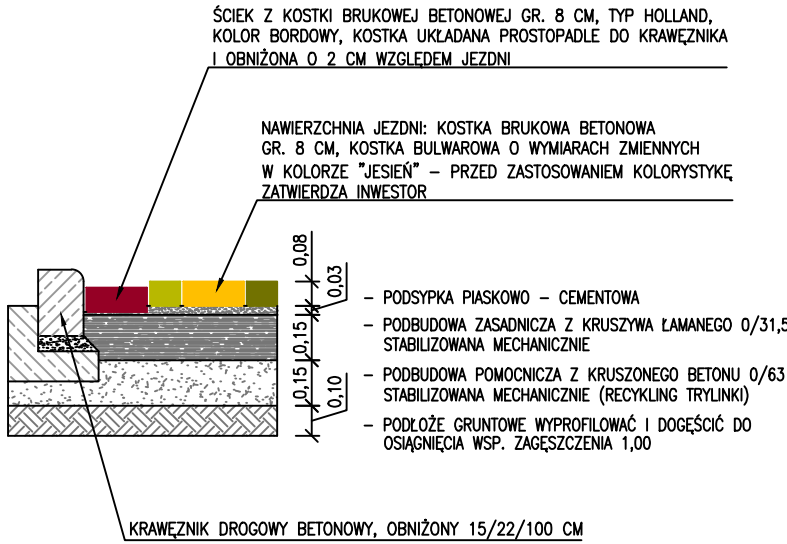 ŚCIEK Z KOSTKI BRUKOWEJ BETONOWEJ GR. 8 CM, TYP HOLLAND,
KOLOR BORDOWY, KOSTKA UKŁADANA PROSTOPADLE DO KRAWĘŻNIKA
I OBNIŻONA O 2 CM WZGLĘDEM JEZDNI
NAWIERZCHNIA JEZDNI: KOSTKA BRUKOWA BETONOWA
GR. 8 CM, KOSTKA BULWAROWA O WYMIARACH ZMIENNYCH
W KOLORZE "JESIEŃ" – PRZED ZASTOSOWANIEM KOLORYSTYKĘ
ZATWIERDZA INWESTOR
0,08
0,03
0,15
0,15
0,10
– PODSYPKA PIASKOWO – CEMENTOWA
– PODBUDOWA ZASADNICZA Z KRUSZYWA ŁAMANEGO 0/31,5
STABILIZOWANA MECHANICZNIE
– PODBUDOWA POMOCNICZA Z KRUSZONEGO BETONU 0/63
STABILIZOWANA MECHANICZNIE (RECYKLING TRYLINKI)
– PODŁOŻE GRUNTOWE WYPROFILOWAĆ I DOGĘŚCIĆ DO
OSIĄGNIĘCIA WSP. ZAGĘSZCZENIA 1,00
KRAWĘŻNIK DROGOWY BETONOWY, OBNIŻONY 15/22/100 CM